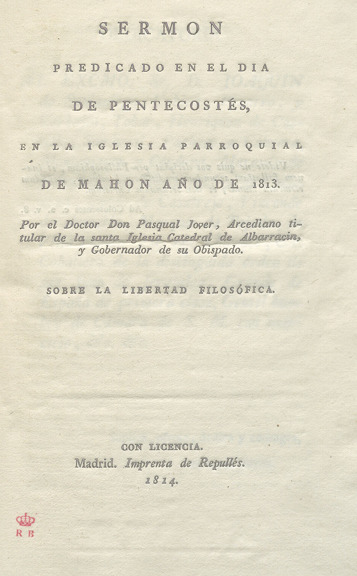 SERMON
PREDICADO EN EL DIA
DE PENTECOSTÉS,
EN LA IGLESIA PARROQUIAL
DE MAHON AÑO DE 1813.
Por el Doctor Don Pasqual Jover, Arcediano ti-
tular de la santa Iglesia Catedral de Albarracin,
y Gobernador de su Obispado.
SOBRE LA LIBERTAD FILOSÓFICA.
CON LICENCIA.
Madrid. Imprenta de Repullés.
1814.
R B